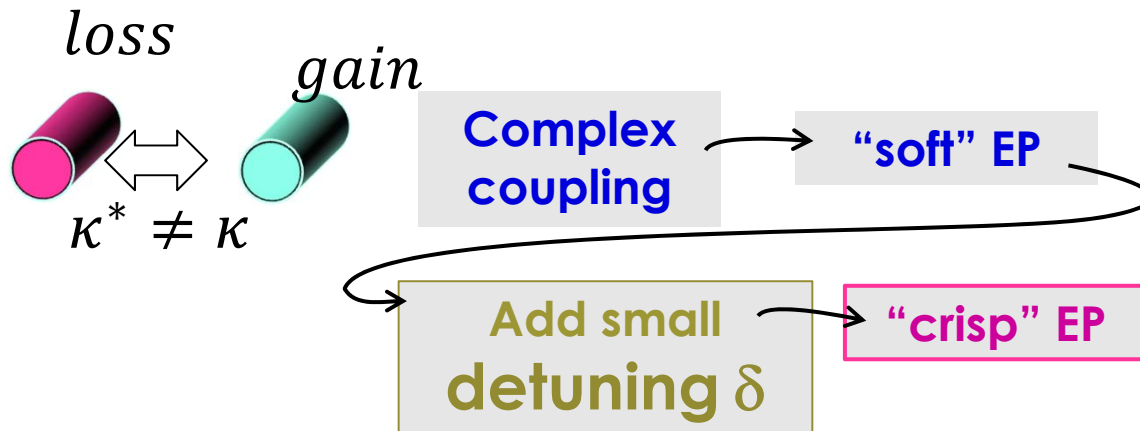 loss
gain
κ* ≠ κ
Complex
coupling
“soft” EP
Add small
detuning δ
“crisp” EP